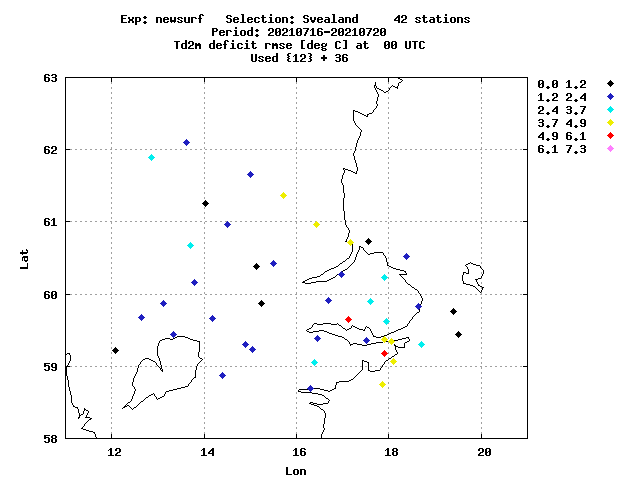 Exp: newsurf Selection: Svealand 42 stations
Period: 20210716-20210720
Td2m deficit rmse [deg C] at 00 UTC
Used {12} + 36
63
62
61
60
59
58
Lat
12 14 16 18 20
Lon
0.0 1.2
1.2 2.4
2.4 3.7
3.7 4.9
4.9 6.1
6.1 7.3